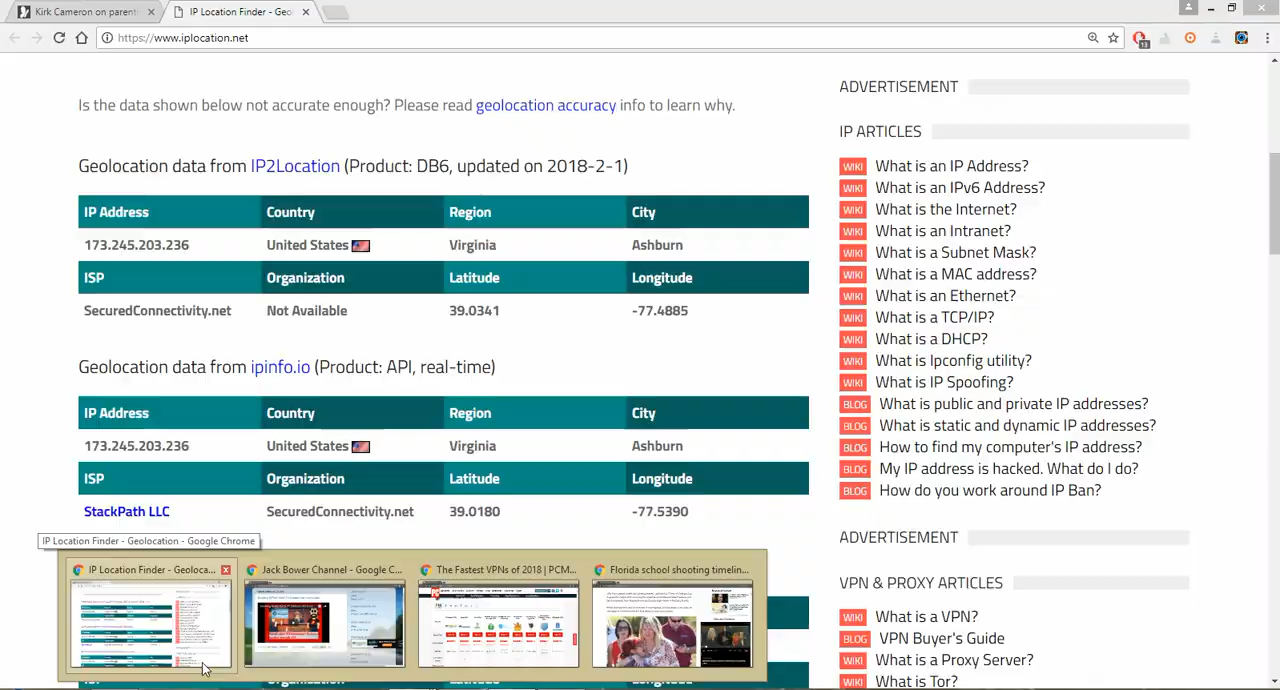 Kirk Cameron on parenti
IP Location Finder - Geo
https://www.iplocation.net
13
Is the data shown below not accurate enough? Please read geolocation accuracy info to learn why.
Geolocation data from IP2Location (Product: DB6, updated on 2018-2-1)
IP Address Country Region City
173.245.203.236 United States Virginia Ashburn
ISP Organization Latitude Longitude
SecuredConnectivity.net Not Available 39.0341 -77.4885
Geolocation data from ipinfo.io (Product: API, real-time)
IP Address Country Region City
173.245.203.236 United States Virginia Ashburn
ISP Organization Latitude Longitude
StackPath LLC SecuredConnectivity.net 39.0180 -77.5390
IP Location Finder - Geolocation - Google Chrome
IP Location Finder - Geoloca...
Jack Bower Channel - Google C...
The Fastest VPNs of 2018 | PCM...
Florida school shooting timelin...
ADVERTISEMENT
IP ARTICLES
WIKI What is an IP Address?
WIKI What is an IPv6 Address?
WIKI What is the Internet?
WIKI What is an Intranet?
WIKI What is a Subnet Mask?
WIKI What is a MAC address?
WIKI What is an Ethernet?
WIKI What is a TCP/IP?
WIKI What is a DHCP?
WIKI What is Ipconfig utility?
WIKI What is IP Spoofing?
BLOG What is public and private IP addresses?
BLOG What is static and dynamic IP addresses?
BLOG How to find my computer's IP address?
BLOG My IP address is hacked. What do I do?
BLOG How do you work around IP Ban?
ADVERTISEMENT
VPN & PROXY ARTICLES
WIKI What is a VPN?
BLOG VPN Buyer's Guide
WIKI What is a Proxy Server?
WIKI What is Tor?